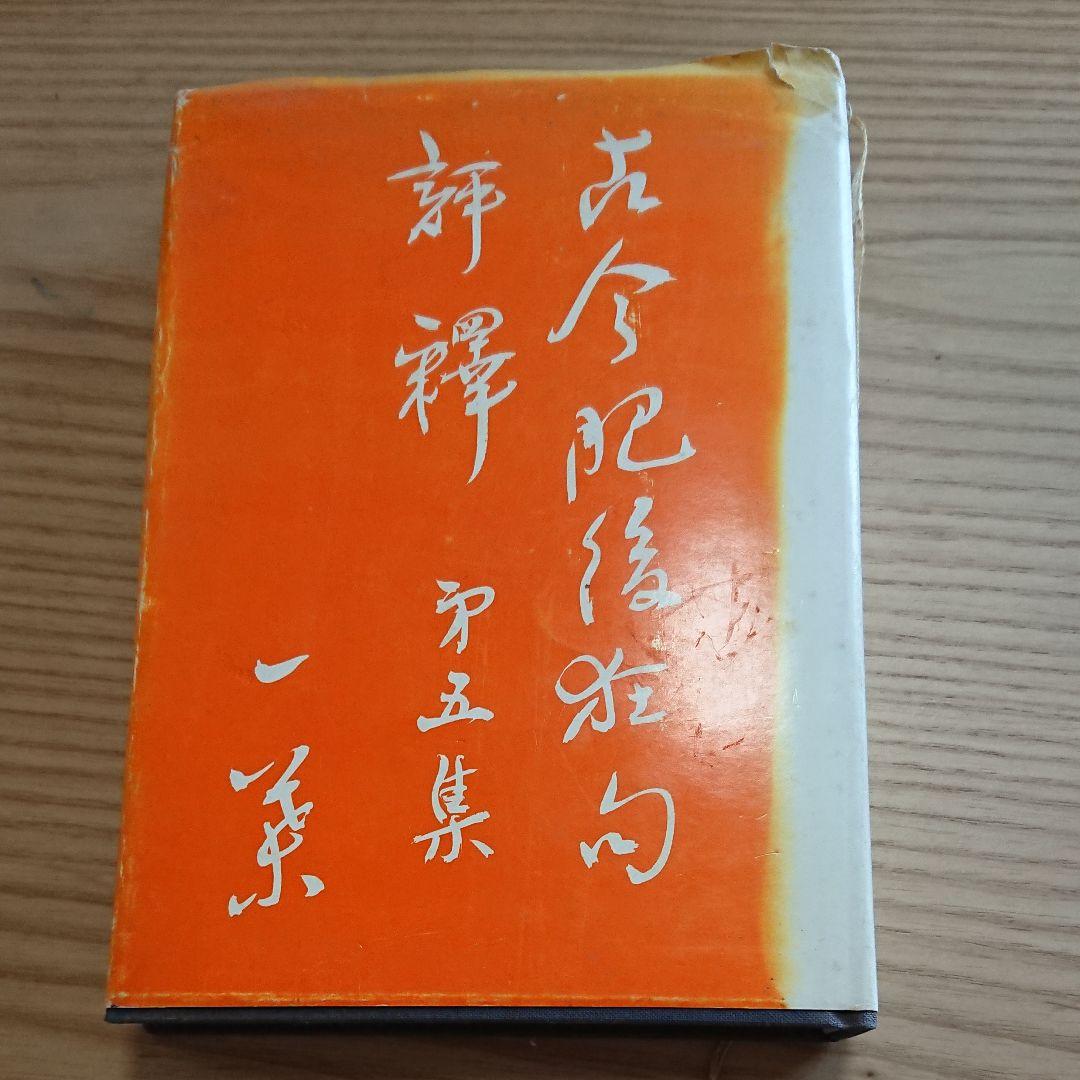 古今肥後狂句
評釋
第五集
一葉